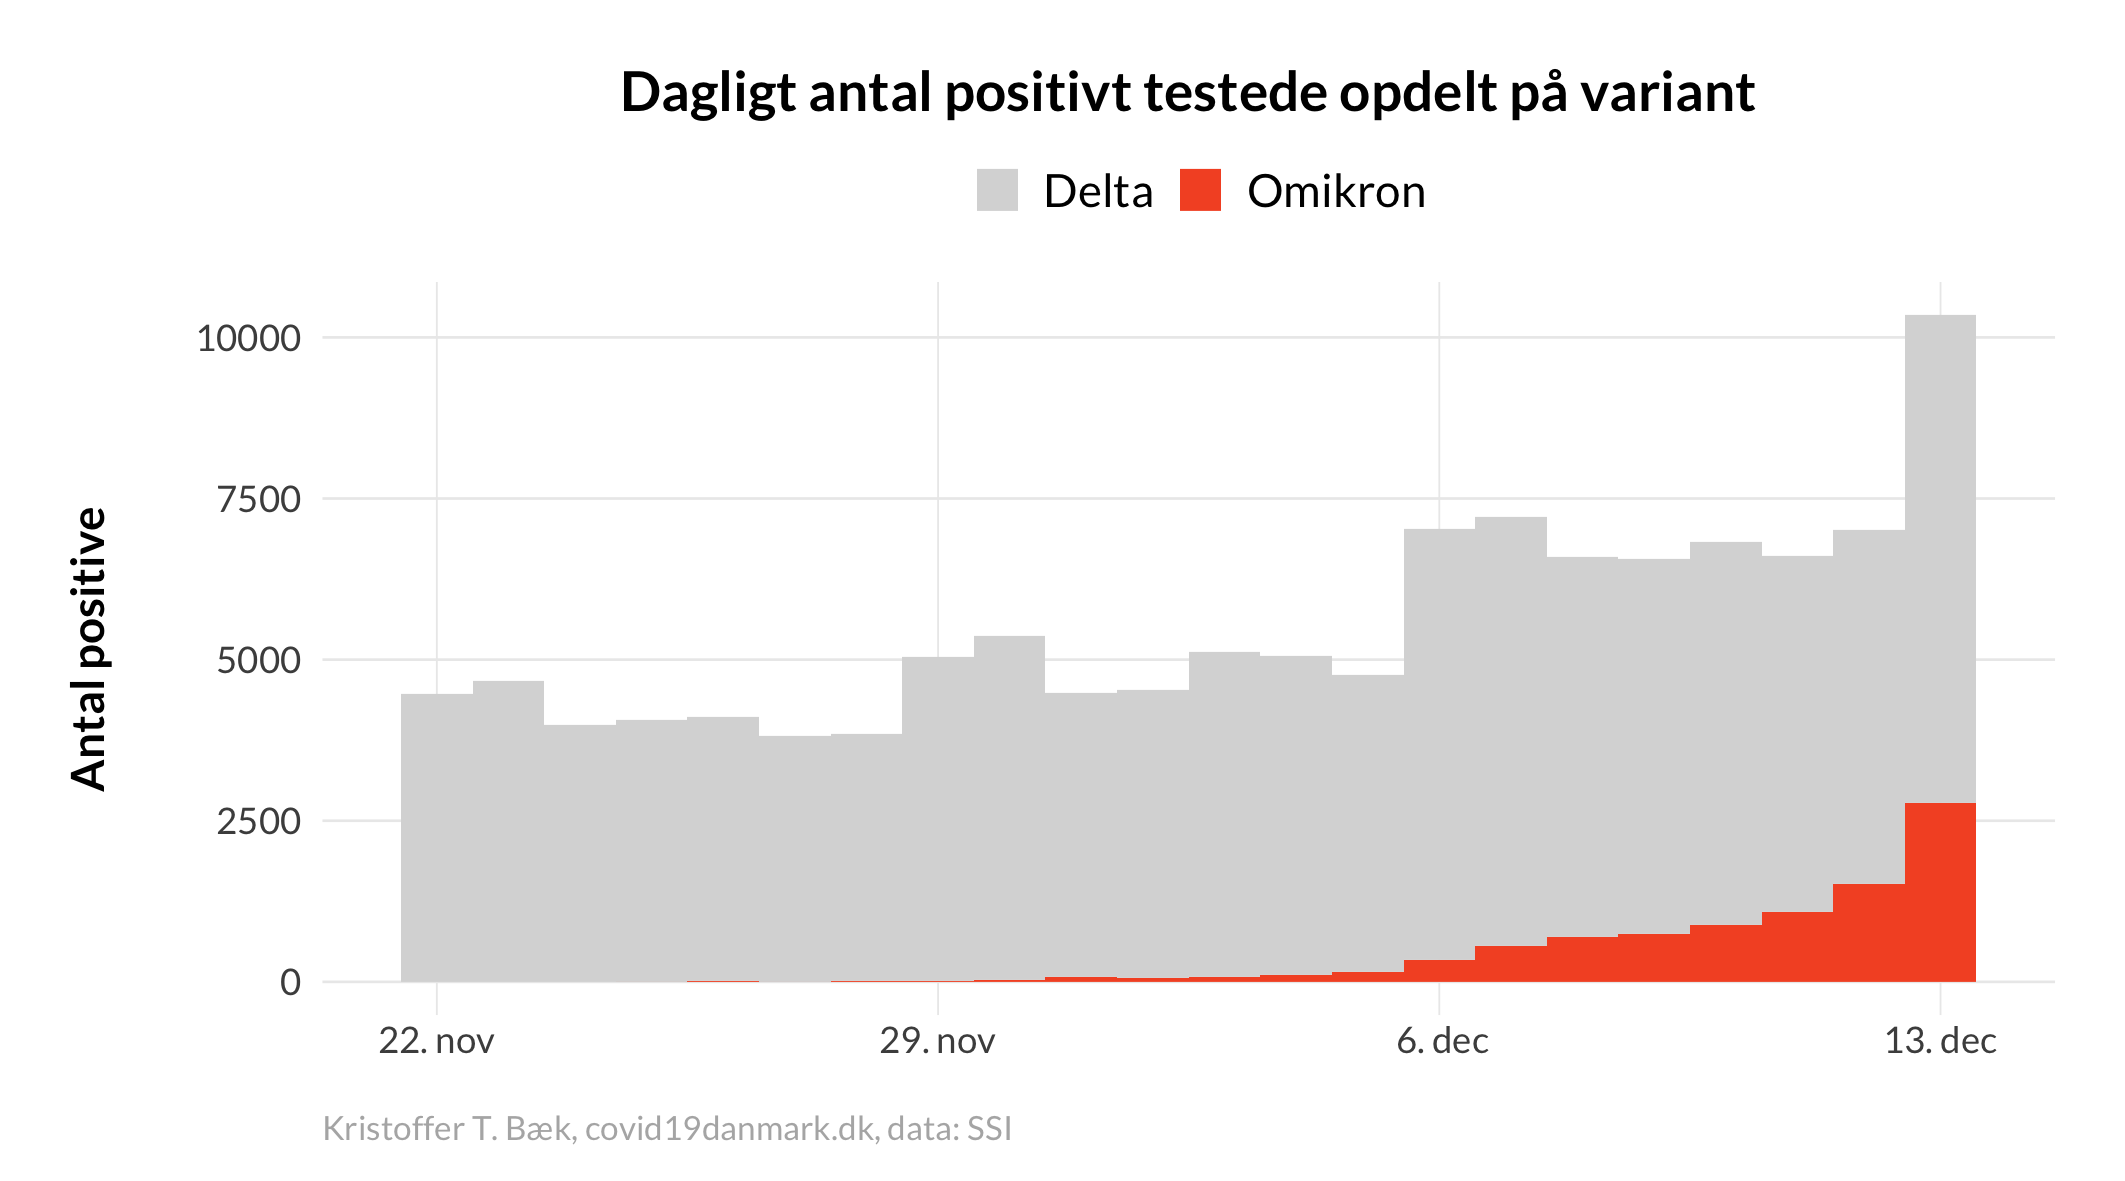 Dagligt antal positivt testede opdelt på variant
Delta
Omikron
Antal positive
10000
7500
5000
2500
0
22. nov
29. nov
6. dec
13. dec
Kristoffer T. Bæk, covid19danmark.dk, data: SSI